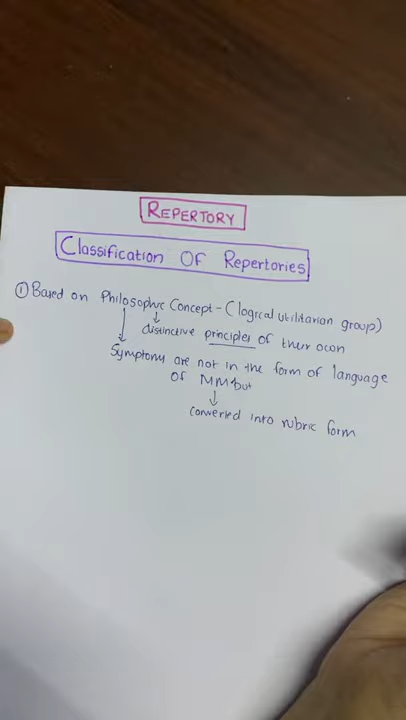 REPERTORY
Classification OF Repertories
① Based on Philosophic Concept - (logical utilitarian group)
distinctive principles of their own
Symptoms are not in the form of language
of MM but
converted into rubric form